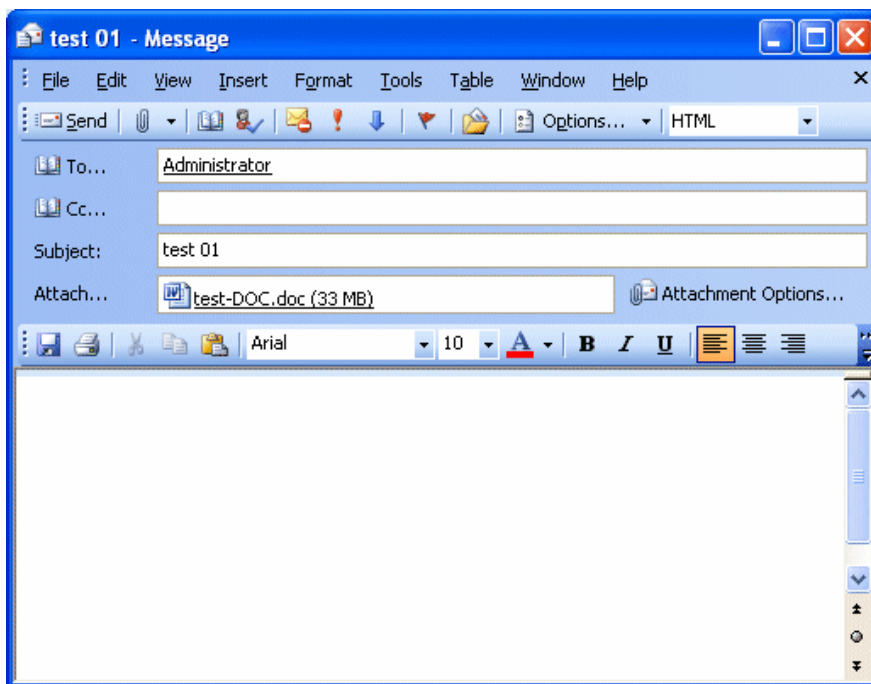 test 01 - Message
File Edit View Insert Format Tools Table Window Help
Send Options... HTML
To... Administrator
Cc...
Subject: test 01
Attach... test-DOC.doc (33 MB) Attachment Options...
Arial 10 A B I U